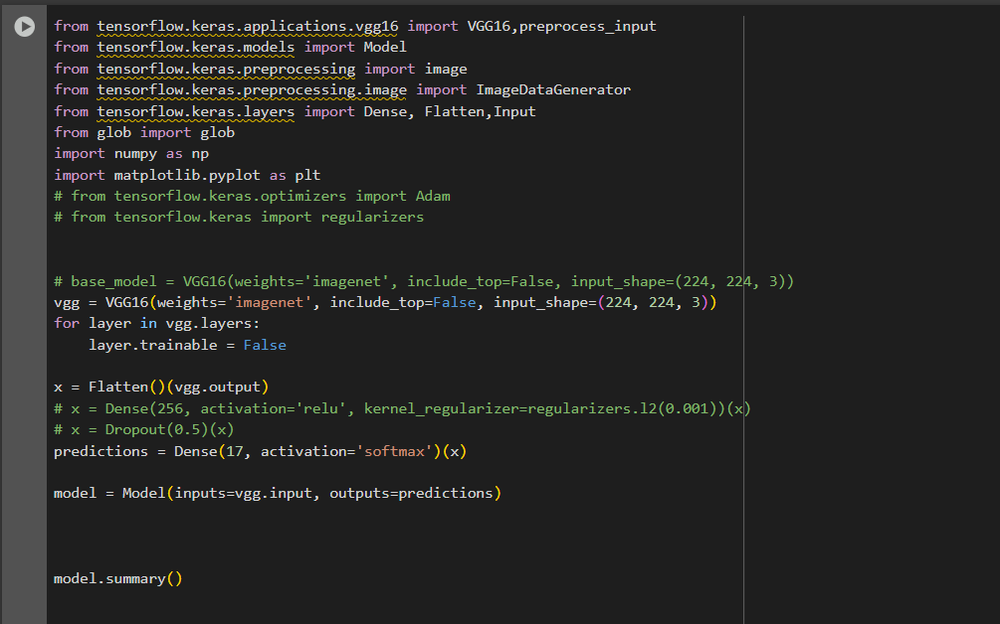 from tensorflow.keras.applications.vgg16 import VGG16,preprocess_input
from tensorflow.keras.models import Model
from tensorflow.keras.preprocessing import image
from tensorflow.keras.preprocessing.image import ImageDataGenerator
from tensorflow.keras.layers import Dense, Flatten,Input
from glob import glob
import numpy as np
import matplotlib.pyplot as plt
# from tensorflow.keras.optimizers import Adam
# from tensorflow.keras import regularizers
# base_model = VGG16(weights='imagenet', include_top=False, input_shape=(224, 224, 3))
vgg = VGG16(weights='imagenet', include_top=False, input_shape=(224, 224, 3))
for layer in vgg.layers:
    layer.trainable = False
x = Flatten()(vgg.output)
# x = Dense(256, activation='relu', kernel_regularizer=regularizers.l2(0.001))(x)
# x = Dropout(0.5)(x)
predictions = Dense(17, activation='softmax')(x)
model = Model(inputs=vgg.input, outputs=predictions)
model.summary()